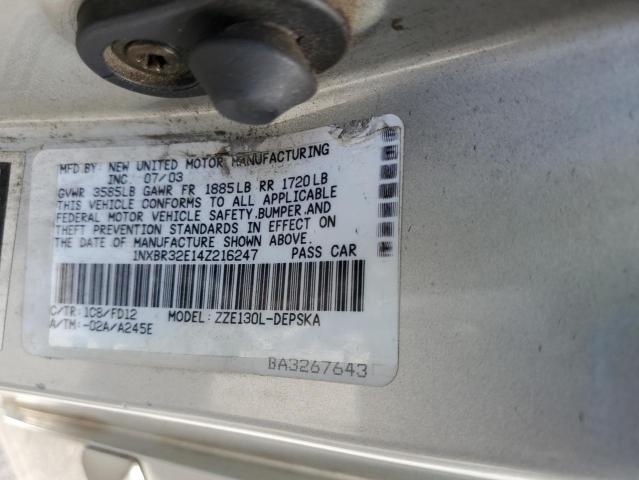 MFD BY: NEW UNITED MOTOR MANUFACTURING
INC 07/03
GVWR 3585LB GAWR FR 1885LB RR 1720LB
THIS VEHICLE CONFORMS TO ALL APPLICABLE
FEDERAL MOTOR VEHICLE SAFETY,BUMPER,AND
THEFT PREVENTION STANDARDS IN EFFECT ON
THE DATE OF MANUFACTURE SHOWN ABOVE.
1NXBR32E14Z216247 PASS CAR
C/TR:1C8/FD12 MODEL: ZZE130L-DEPSKA
A/TM:-02A/A245E
BA3267643